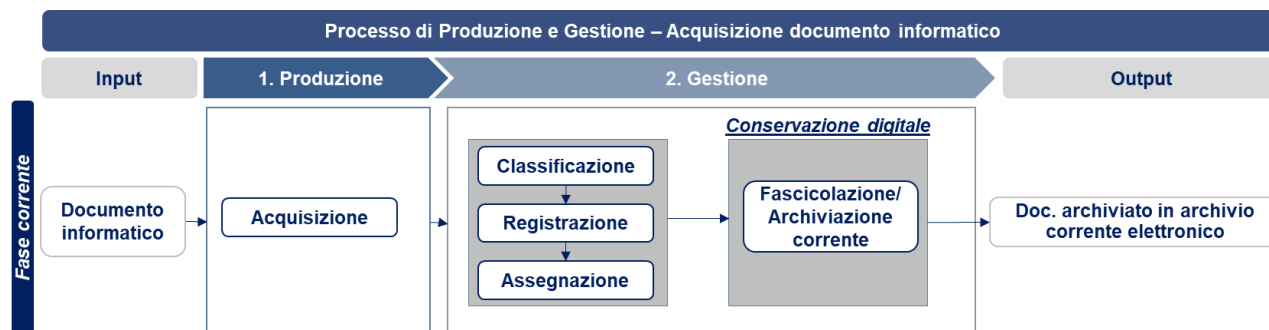 Processo di Produzione e Gestione – Acquisizione documento informatico
Input
1. Produzione
2. Gestione
Output
Fase corrente
Documento
informatico
Acquisizione
Classificazione
Registrazione
Assegnazione
Conservazione digitale
Fascicolazione/
Archiviazione
corrente
Doc. archiviato in archivio
corrente elettronico